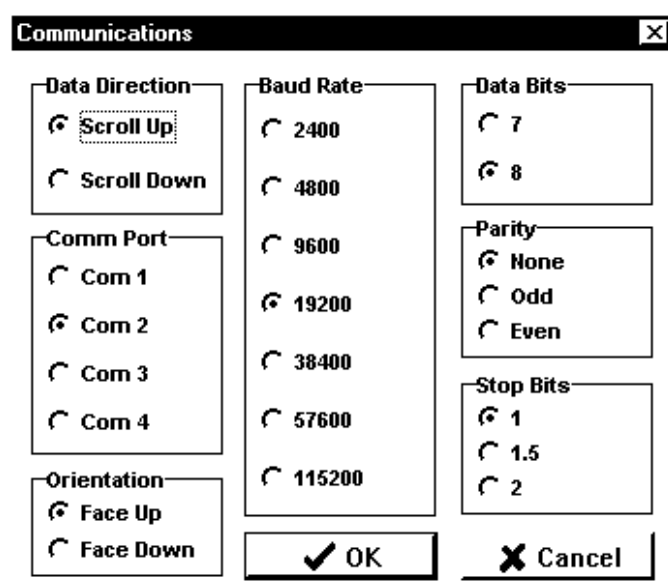 Communications
Data Direction
Scroll Up
Scroll Down
Comm Port
Com 1
Com 2
Com 3
Com 4
Orientation
Face Up
Face Down
Baud Rate
2400
4800
9600
19200
38400
57600
115200
Data Bits
7
8
Parity
None
Odd
Even
Stop Bits
1
1.5
2
OK
Cancel